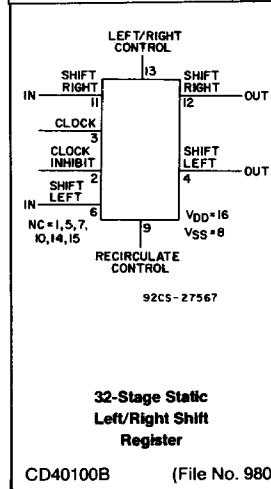 LEFT/RIGHT
CONTROL
13
SHIFT
RIGHT
IN
11
SHIFT
RIGHT
OUT
12
CLOCK
3
CLOCK
INHIBIT
2
SHIFT
LEFT
OUT
4
SHIFT
LEFT
IN
6
NC = 1, 5, 7,
10, 14, 15
9
VDD = 16
VSS = 8
RECIRCULATE
CONTROL
92CS-27567
32-Stage Static
Left/Right Shift
Register
CD40100B (File No. 980